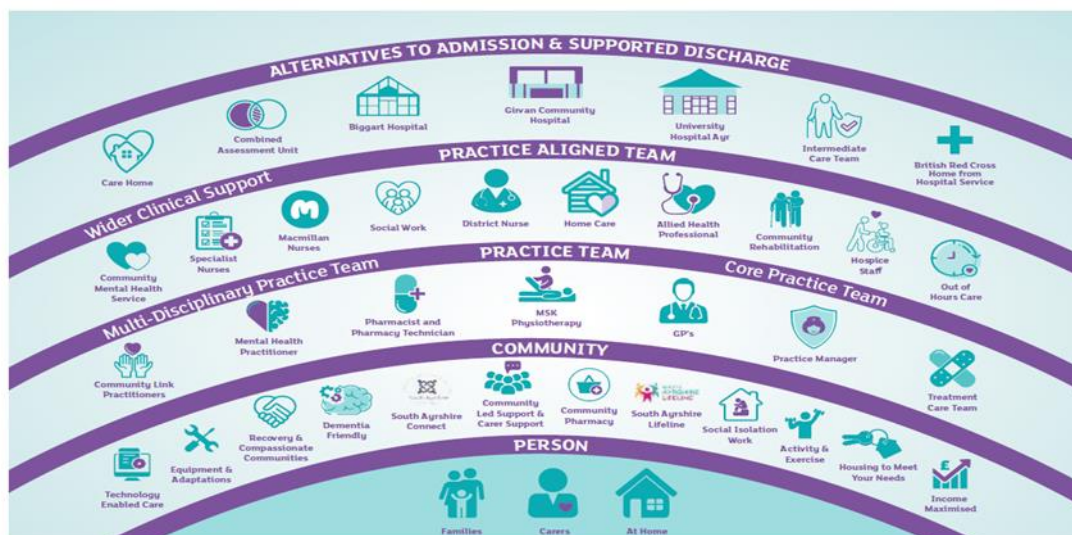 ALTERNATIVES TO ADMISSION & SUPPORTED DISCHARGE
Care Home
Combined
Assessment Unit
Biggart Hospital
Girvan Community
Hospital
University
Hospital Ayr
Intermediate
Care Team
British Red Cross
Home from
Hospital Service
Wider Clinical Support
PRACTICE ALIGNED TEAM
Community
Mental Health
Service
Specialist
Nurses
M
Macmillan
Nurses
Social Work
District Nurse
Home Care
Allied Health
Professional
Community
Rehabilitation
Hospice
Staff
Out of
Hours Care
Multi-Disciplinary Practice Team
PRACTICE TEAM
Core Practice Team
Community Link
Practitioners
Mental Health
Practitioner
Pharmacist and
Pharmacy Technician
MSK
Physiotherapy
GP's
Practice Manager
Treatment
Care Team
COMMUNITY
Technology
Enabled Care
Equipment &
Adaptations
Recovery &
Compassionate
Communities
Dementia
Friendly
South Ayrshire
Connect
Community
Led Support &
Carer Support
Community
Pharmacy
AYRSHIRE
LIFELINE
South Ayrshire
Lifeline
Social Isolation
Work
Activity &
Exercise
Housing to Meet
Your Needs
£
Income
Maximised
PERSON
Families
Carers
At Home